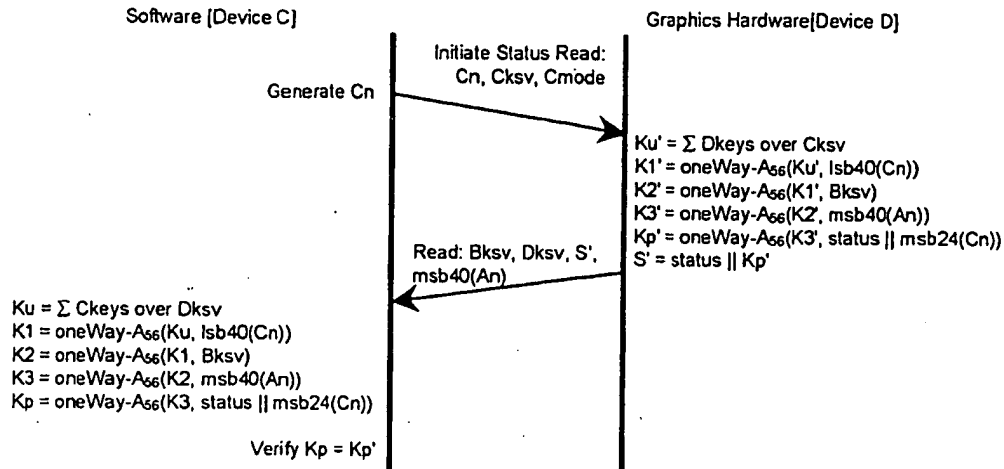 Software [Device C]
Graphics Hardware[Device D]
Initiate Status Read:
Cn, Cksv, Cmode
Generate Cn
Ku' = ∑ Dkeys over Cksv
K1' = oneWay-A56(Ku', lsb40(Cn))
K2' = oneWay-A56(K1', Bksv)
K3' = oneWay-A56(K2', msb40(An))
Kp' = oneWay-A56(K3', status || msb24(Cn))
S' = status || Kp'
Read: Bksv, Dksv, S',
msb40(An)
Ku = ∑ Ckeys over Dksv
K1 = oneWay-A56(Ku, lsb40(Cn))
K2 = oneWay-A56(K1, Bksv)
K3 = oneWay-A56(K2, msb40(An))
Kp = oneWay-A56(K3, status || msb24(Cn))
Verify Kp = Kp'